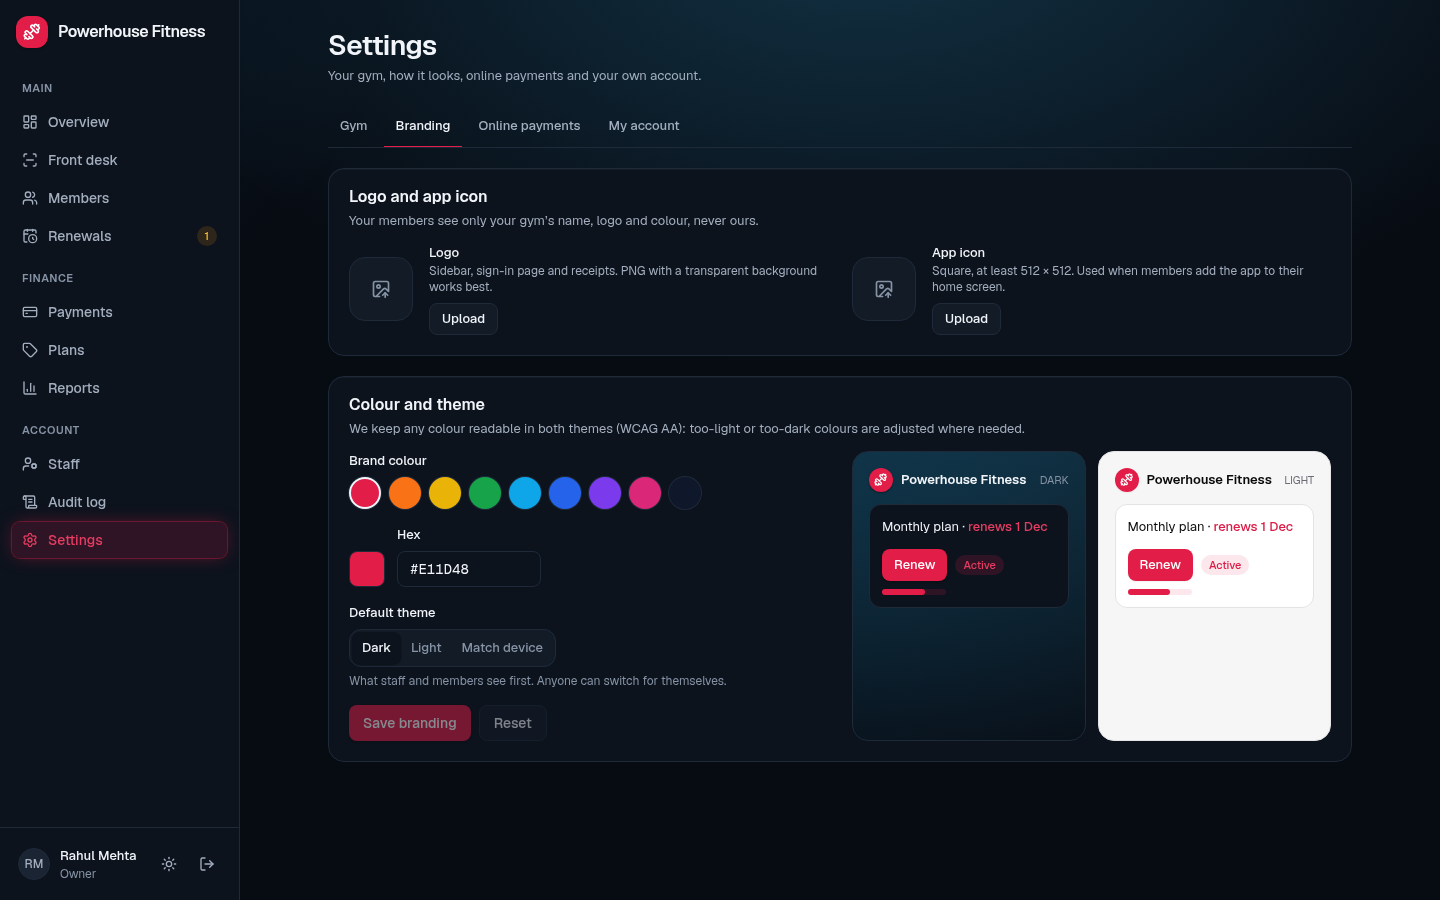 Powerhouse Fitness
MAIN
Overview
Front desk
Members
Renewals 1
FINANCE
Payments
Plans
Reports
ACCOUNT
Staff
Audit log
Settings
RM
Rahul Mehta
Owner
Settings
Your gym, how it looks, online payments and your own account.
Gym Branding Online payments My account
Logo and app icon
Your members see only your gym's name, logo and colour, never ours.
Logo
Sidebar, sign-in page and receipts. PNG with a transparent background
works best.
Upload
App icon
Square, at least 512 × 512. Used when members add the app to their
home screen.
Upload
Colour and theme
We keep any colour readable in both themes (WCAG AA): too-light or too-dark colours are adjusted where needed.
Brand colour
Hex
#E11D48
Default theme
Dark Light Match device
What staff and members see first. Anyone can switch for themselves.
Save branding Reset
Powerhouse Fitness DARK
Monthly plan · renews 1 Dec
Renew Active
Powerhouse Fitness LIGHT
Monthly plan · renews 1 Dec
Renew Active